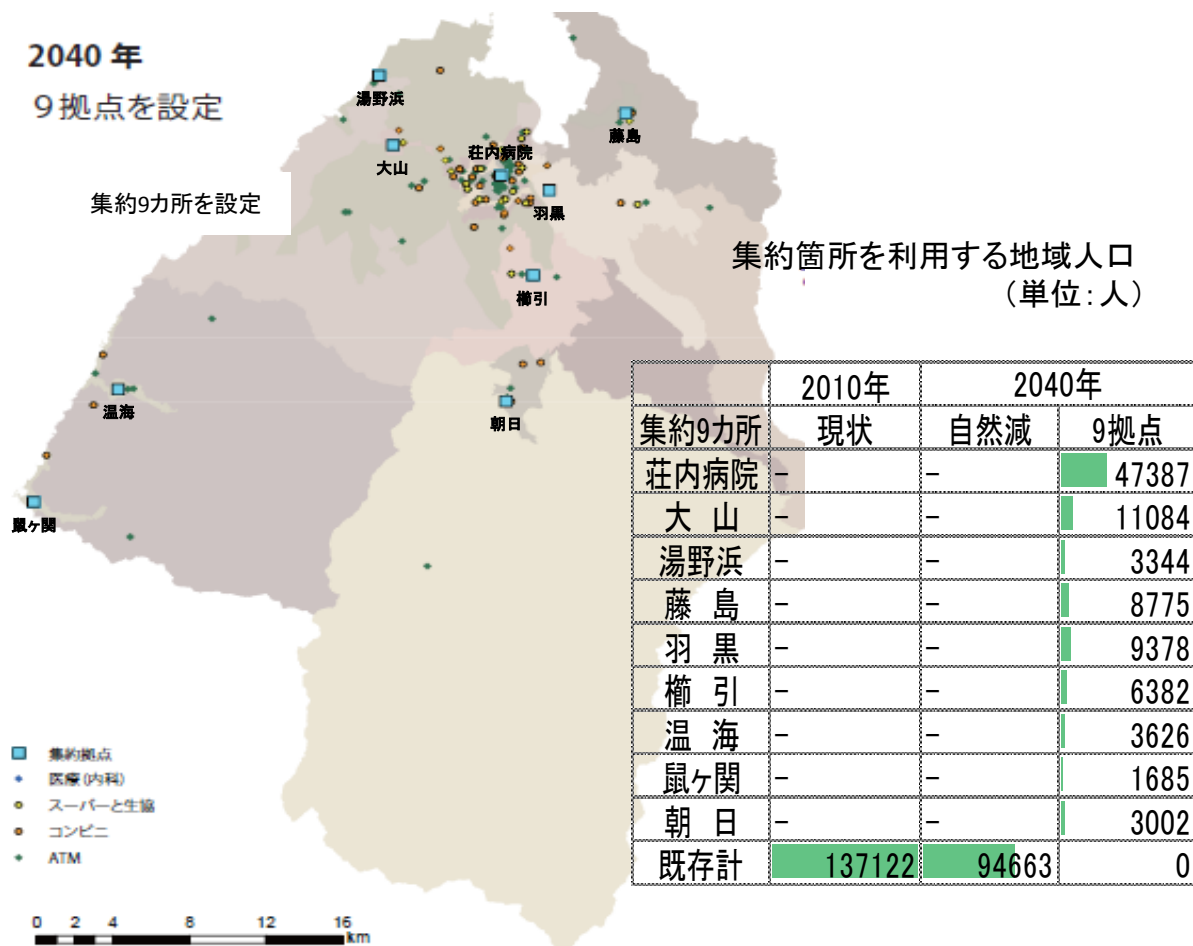 2040 年
9拠点を設定
集約9カ所を設定
湯野浜
藤島
大山
荘内病院
羽黒
櫛引
温海
朝日
鼠ヶ関
集約箇所を利用する地域人口
（単位：人）
2010年 2040年
集約9カ所 現状 自然減 9拠点
荘内病院 － － 47387
大　山 － － 11084
湯野浜 － － 3344
藤　島 － － 8775
羽　黒 － － 9378
櫛　引 － － 6382
温　海 － － 3626
鼠ヶ関 － － 1685
朝　日 － － 3002
既存計 137122 94663 0
集約拠点
医療(内科)
スーパーと生協
コンビニ
ATM
0 2 4 8 12 16
km